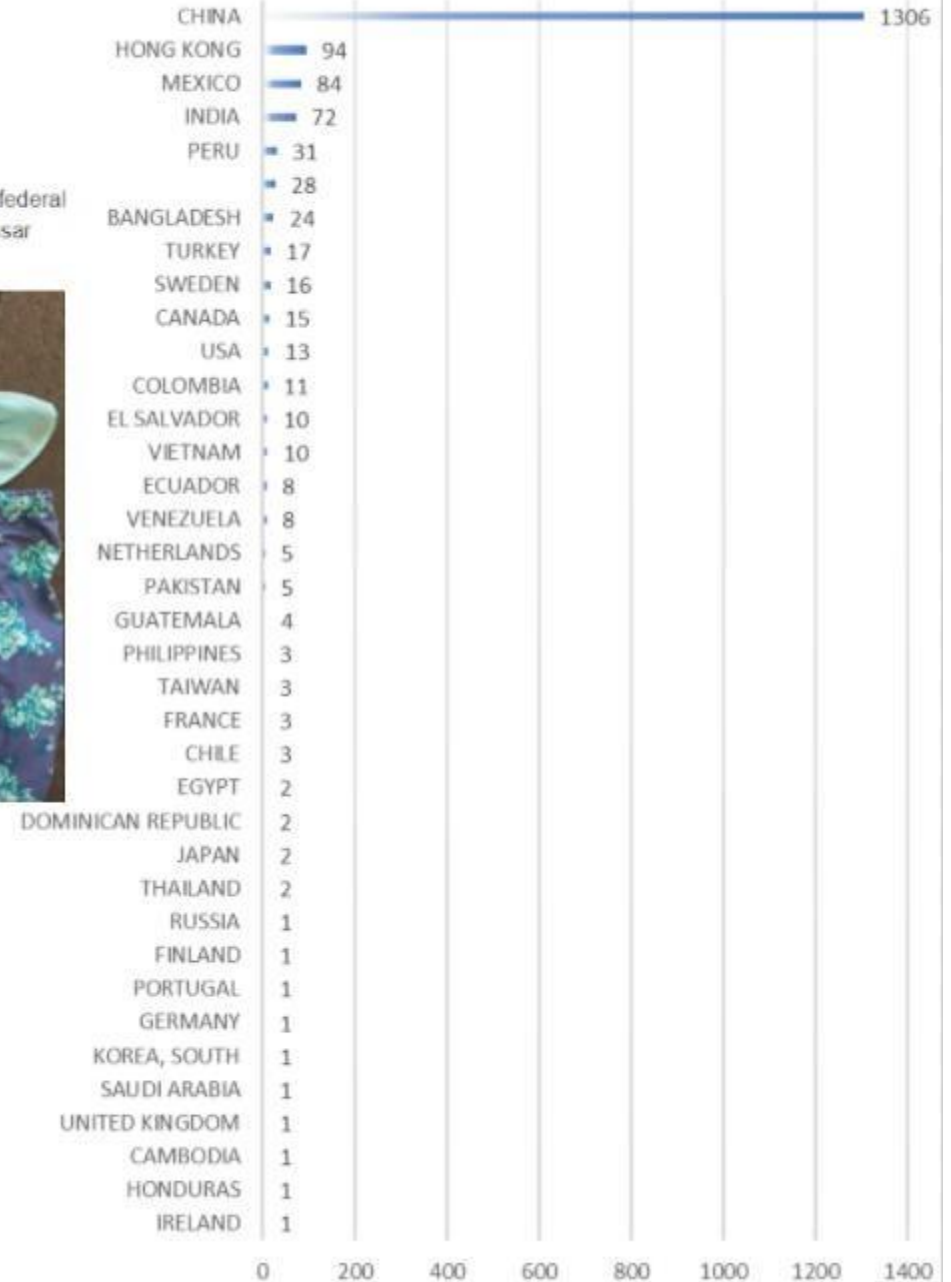 CHINA 1306
HONG KONG 94
MEXICO 84
INDIA 72
PERU 31
28
federal
sar
BANGLADESH 24
TURKEY 17
SWEDEN 16
CANADA 15
USA 13
COLOMBIA 11
EL SALVADOR 10
VIETNAM 10
ECUADOR 8
VENEZUELA 8
NETHERLANDS 5
PAKISTAN 5
GUATEMALA 4
PHILIPPINES 3
TAIWAN 3
FRANCE 3
CHILE 3
EGYPT 2
DOMINICAN REPUBLIC 2
JAPAN 2
THAILAND 2
RUSSIA 1
FINLAND 1
PORTUGAL 1
GERMANY 1
KOREA, SOUTH 1
SAUDI ARABIA 1
UNITED KINGDOM 1
CAMBODIA 1
HONDURAS 1
IRELAND 1
0 200 400 600 800 1000 1200 1400